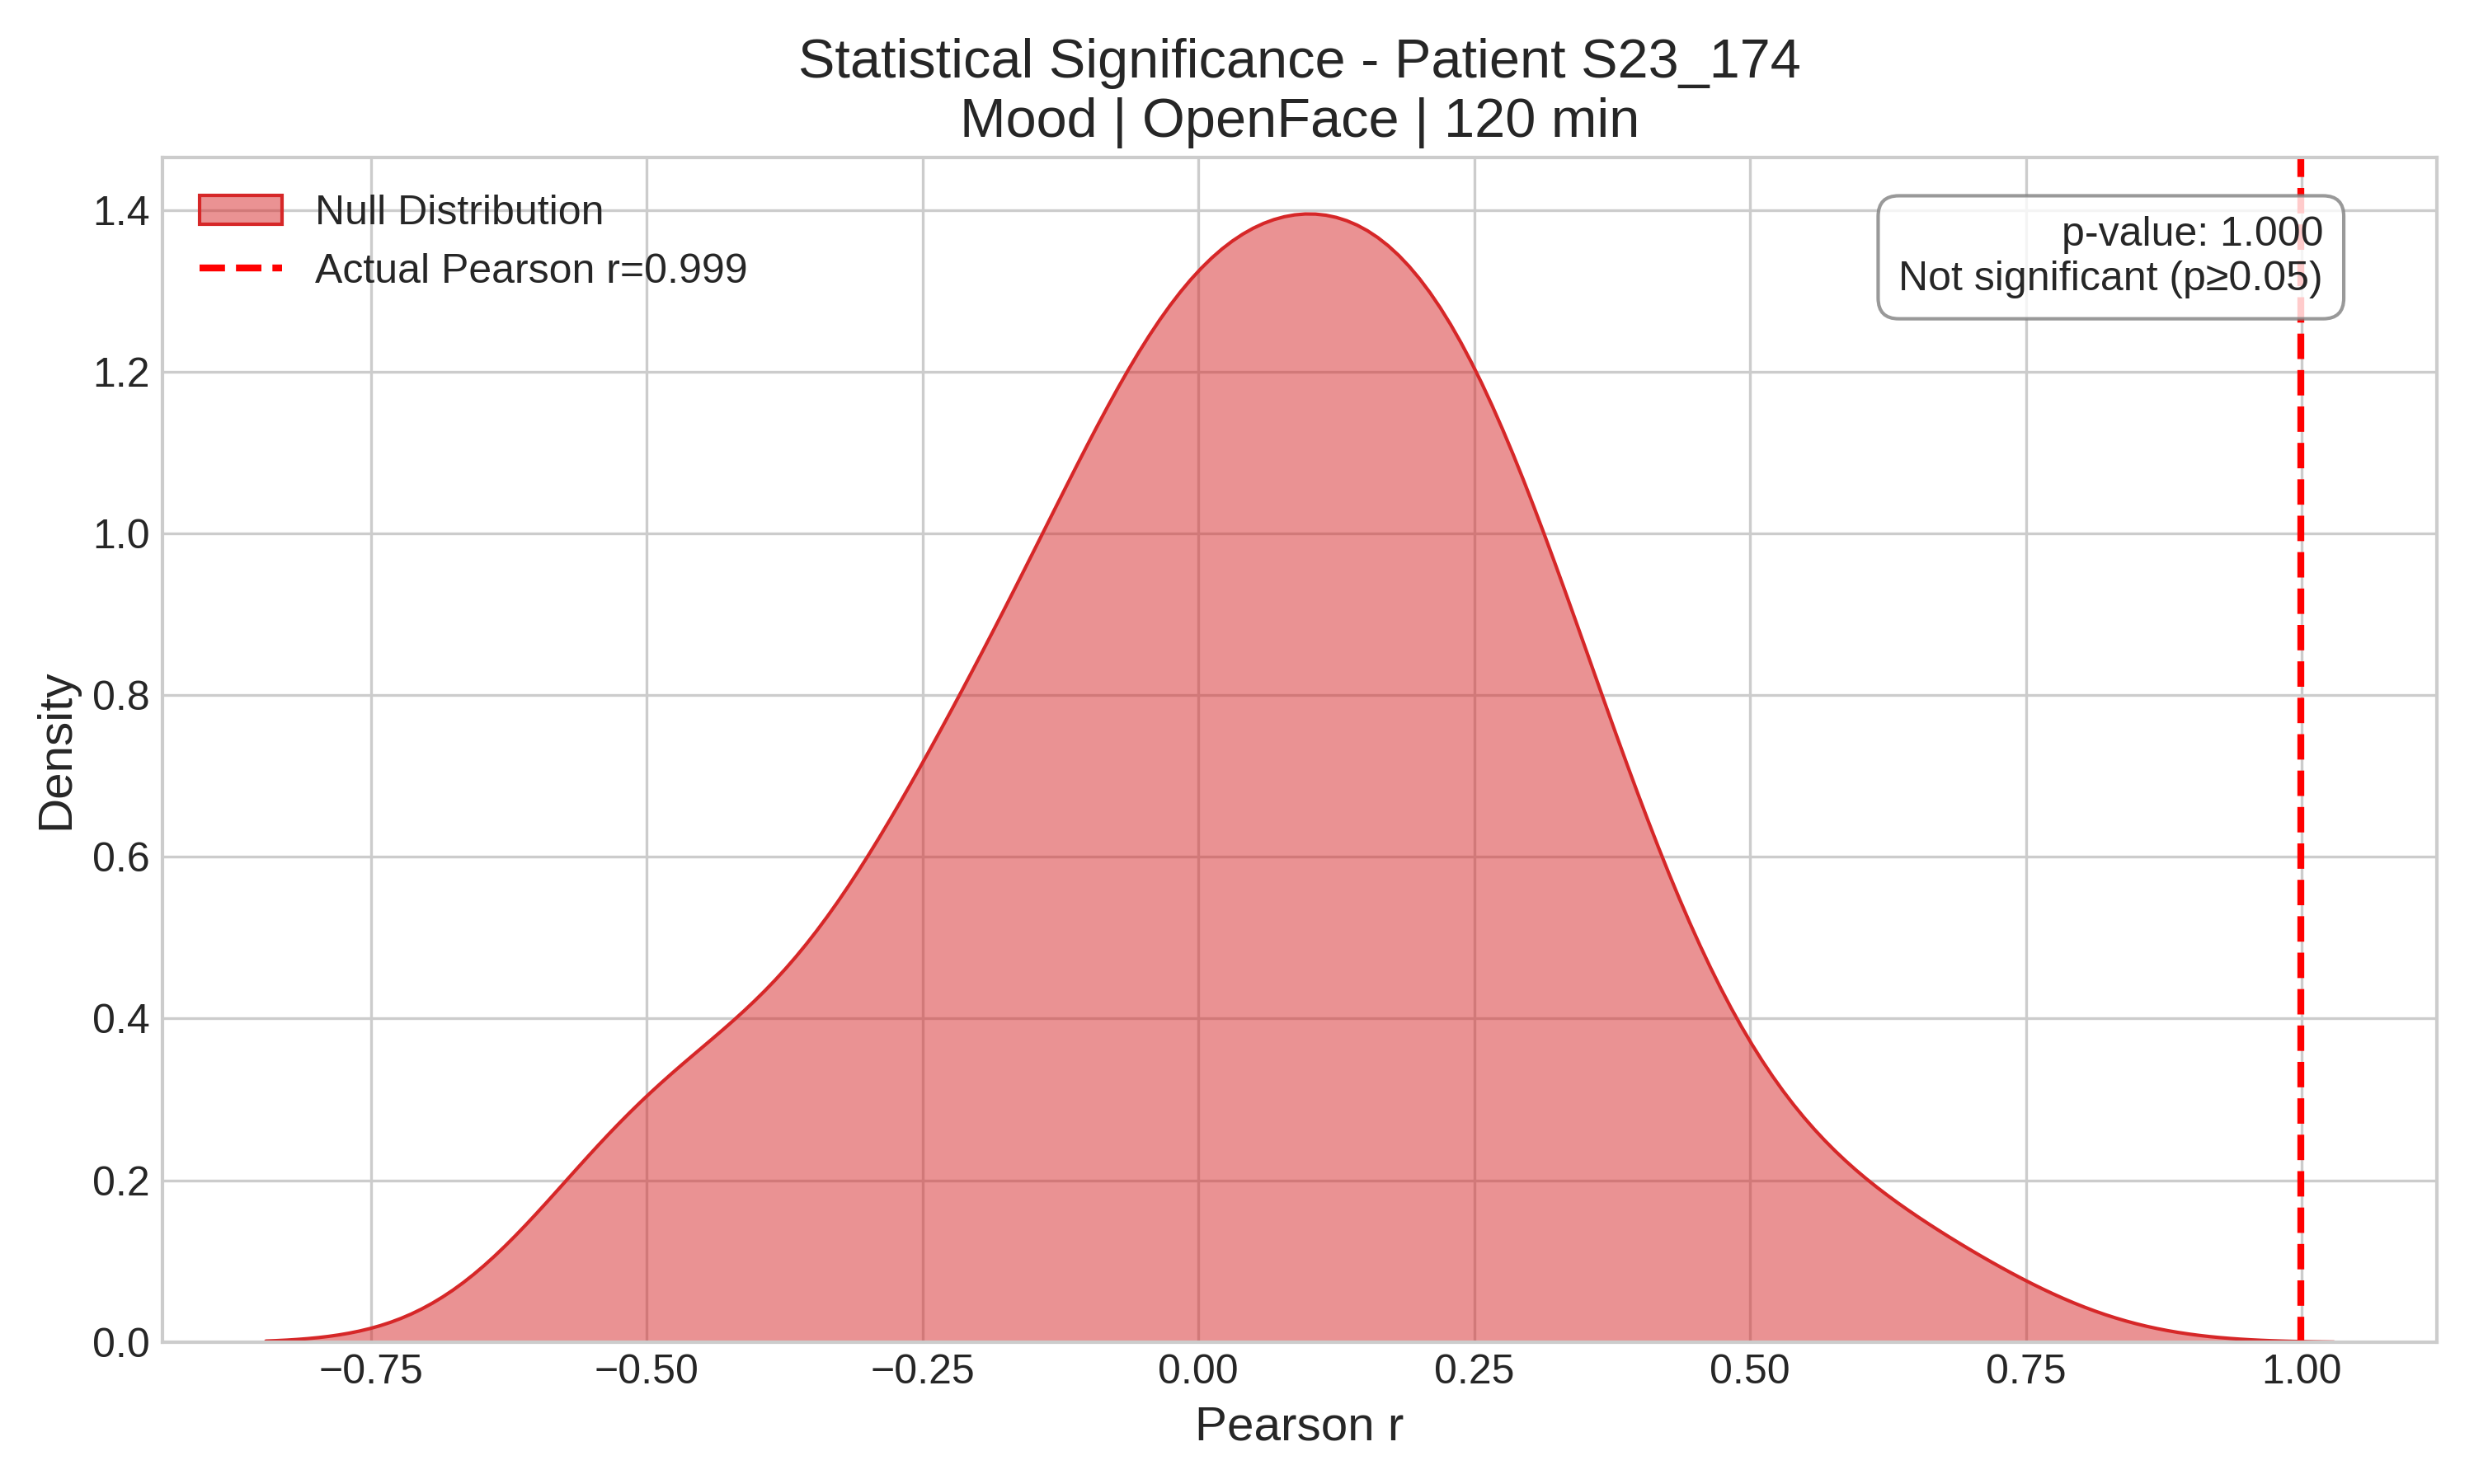 Statistical Significance - Patient S23_174
Mood | OpenFace | 120 min
Null Distribution
Actual Pearson r=0.999
p-value: 1.000
Not significant (p≥0.05)
Density
1.4
1.2
1.0
0.8
0.6
0.4
0.2
0.0
−0.75 −0.50 −0.25 0.00 0.25 0.50 0.75 1.00
Pearson r